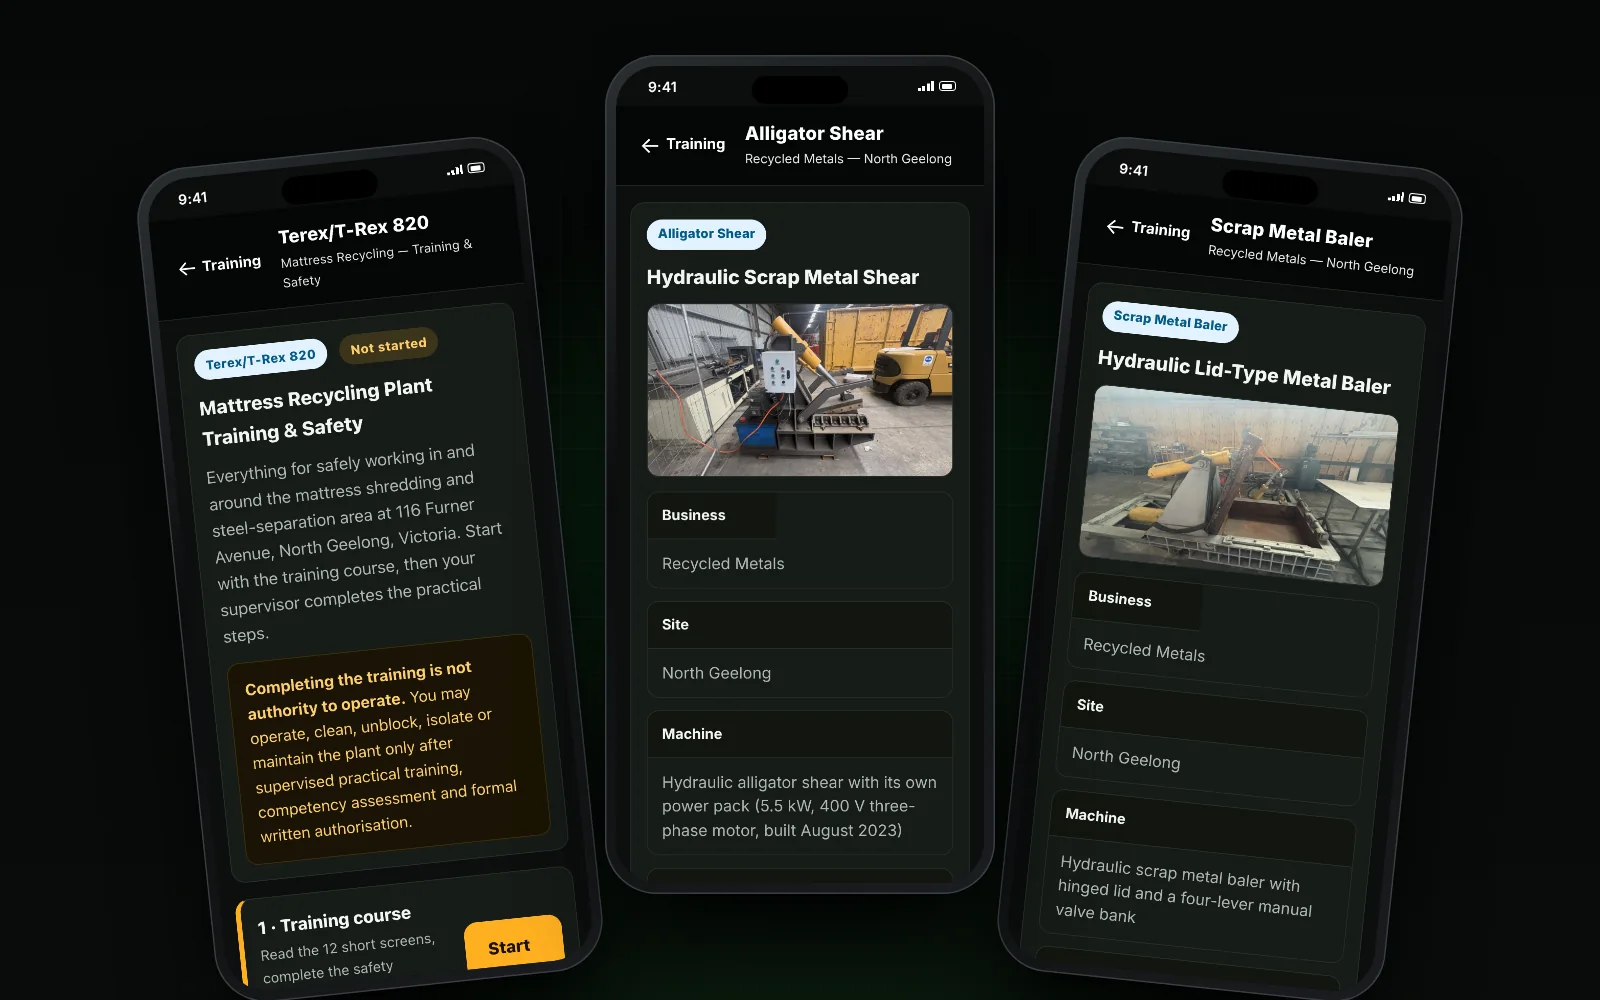 9:41
← Training
Terex/T-Rex 820
Mattress Recycling — Training &
Safety
Terex/T-Rex 820
Not started
Mattress Recycling Plant
Training & Safety
Everything for safely working in and
around the mattress shredding and
steel-separation area at 116 Furner
Avenue, North Geelong, Victoria. Start
with the training course, then your
supervisor completes the practical
steps.
Completing the training is not
authority to operate. You may
operate, clean, unblock, isolate or
maintain the plant only after
supervised practical training,
competency assessment and formal
written authorisation.
1 · Training course
Read the 12 short screens,
complete the safety
Start
9:41
← Training
Alligator Shear
Recycled Metals — North Geelong
Alligator Shear
Hydraulic Scrap Metal Shear
Business
Recycled Metals
Site
North Geelong
Machine
Hydraulic alligator shear with its own
power pack (5.5 kW, 400 V three-
phase motor, built August 2023)
9:41
← Training
Scrap Metal Baler
Recycled Metals — North Geelong
Scrap Metal Baler
Hydraulic Lid-Type Metal Baler
Business
Recycled Metals
Site
North Geelong
Machine
Hydraulic scrap metal baler with
hinged lid and a four-lever manual
valve bank